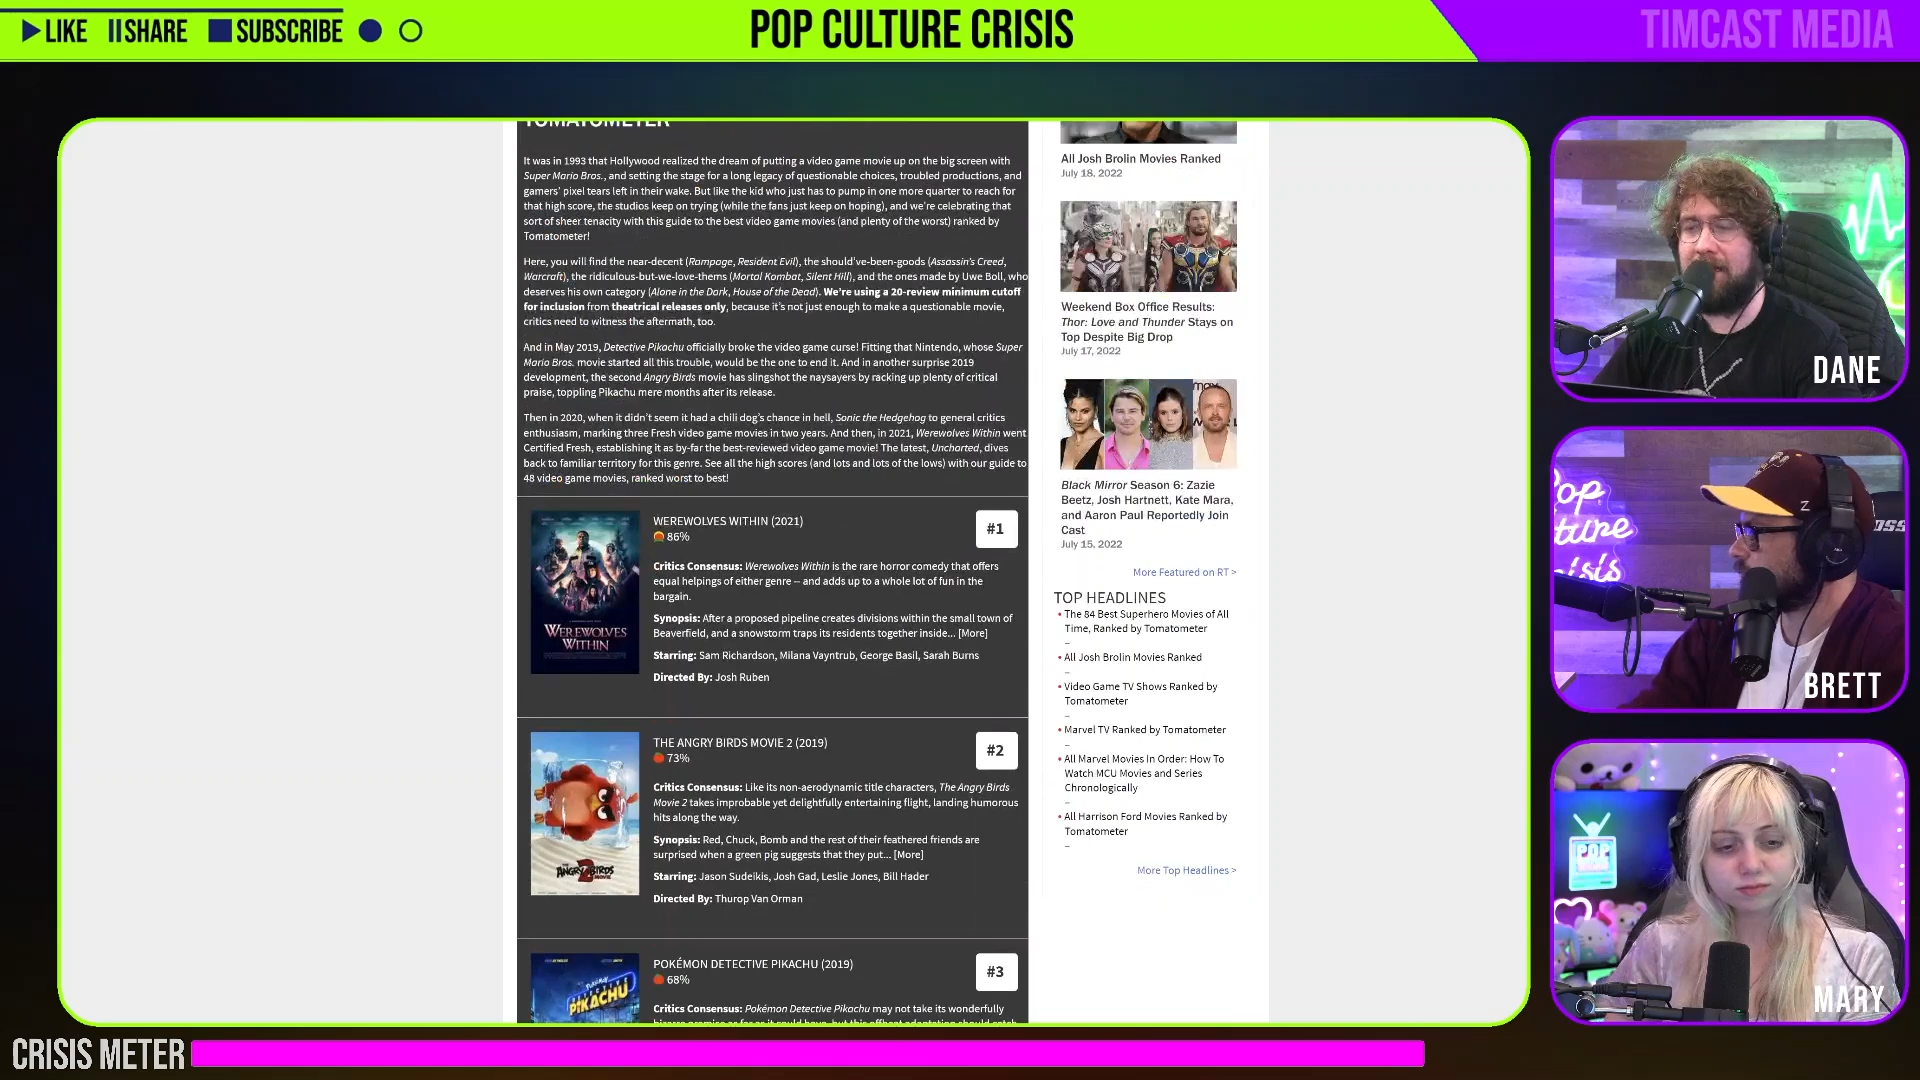 LIKE SHARE SUBSCRIBE
POP CULTURE CRISIS
TIMCAST MEDIA
TOMATOMETER
It was in 1993 that Hollywood realized the dream of putting a video game movie up on the big screen with
Super Mario Bros., and setting the stage for a long legacy of questionable choices, troubled productions, and
gamers' pixel tears left in their wake. But like the kid who just has to pump in one more quarter to reach for
that high score, the studios keep on trying (while the fans just keep on hoping), and we're celebrating that
sort of sheer tenacity with this guide to the best video game movies (and plenty of the worst) ranked by
Tomatometer!
Here, you will find the near-decent (Rampage, Resident Evil), the should've-been-goods (Assassin's Creed,
Warcraft), the ridiculous-but-we-love-thems (Mortal Kombat, Silent Hill), and the ones made by Uwe Boll, who
deserves his own category (Alone in the Dark, House of the Dead). We're using a 20-review minimum cutoff
for inclusion from theatrical releases only, because it's not just enough to make a questionable movie,
critics need to witness the aftermath, too.
And in May 2019, Detective Pikachu officially broke the video game curse! Fitting that Nintendo, whose Super
Mario Bros. movie started all this trouble, would be the one to end it. And in another surprise 2019
development, the second Angry Birds movie has slingshot the naysayers by racking up plenty of critical
praise, toppling Pikachu mere months after its release.
Then in 2020, when it didn't seem it had a chili dog's chance in hell, Sonic the Hedgehog to general critics
enthusiasm, marking three Fresh video game movies in two years. And then, in 2021, Werewolves Within went
Certified Fresh, establishing it as by-far the best-reviewed video game movie! The latest, Uncharted, dives
back to familiar territory for this genre. See all the high scores (and lots and lots of the lows) with our guide to
48 video game movies, ranked worst to best!
WEREWOLVES WITHIN (2021)
86%
#1
Critics Consensus: Werewolves Within is the rare horror comedy that offers
equal helpings of either genre -- and adds up to a whole lot of fun in the
bargain.
Synopsis: After a proposed pipeline creates divisions within the small town of
Beaverfield, and a snowstorm traps its residents together inside... [More]
Starring: Sam Richardson, Milana Vayntrub, George Basil, Sarah Burns
Directed By: Josh Ruben
WEREWOLVES
WITHIN
THE ANGRY BIRDS MOVIE 2 (2019)
73%
#2
Critics Consensus: Like its non-aerodynamic title characters, The Angry Birds
Movie 2 takes improbable yet delightfully entertaining flight, landing humorous
hits along the way.
Synopsis: Red, Chuck, Bomb and the rest of their feathered friends are
surprised when a green pig suggests that they put... [More]
Starring: Jason Sudeikis, Josh Gad, Leslie Jones, Bill Hader
Directed By: Thurop Van Orman
ANGRY BIRDS
2
POKÉMON DETECTIVE PIKACHU (2019)
68%
#3
Critics Consensus: Pokémon Detective Pikachu may not take its wonderfully
DETECTIVE
PIKACHU
All Josh Brolin Movies Ranked
July 18, 2022
Weekend Box Office Results:
Thor: Love and Thunder Stays on
Top Despite Big Drop
July 17, 2022
Black Mirror Season 6: Zazie
Beetz, Josh Hartnett, Kate Mara,
and Aaron Paul Reportedly Join
Cast
July 15, 2022
More Featured on RT >
TOP HEADLINES
• The 84 Best Superhero Movies of All
Time, Ranked by Tomatometer
–
• All Josh Brolin Movies Ranked
–
• Video Game TV Shows Ranked by
Tomatometer
–
• Marvel TV Ranked by Tomatometer
–
• All Marvel Movies In Order: How To
Watch MCU Movies and Series
Chronologically
–
• All Harrison Ford Movies Ranked by
Tomatometer
–
More Top Headlines >
DANE
BRETT
MARY
POP
CRISIS METER